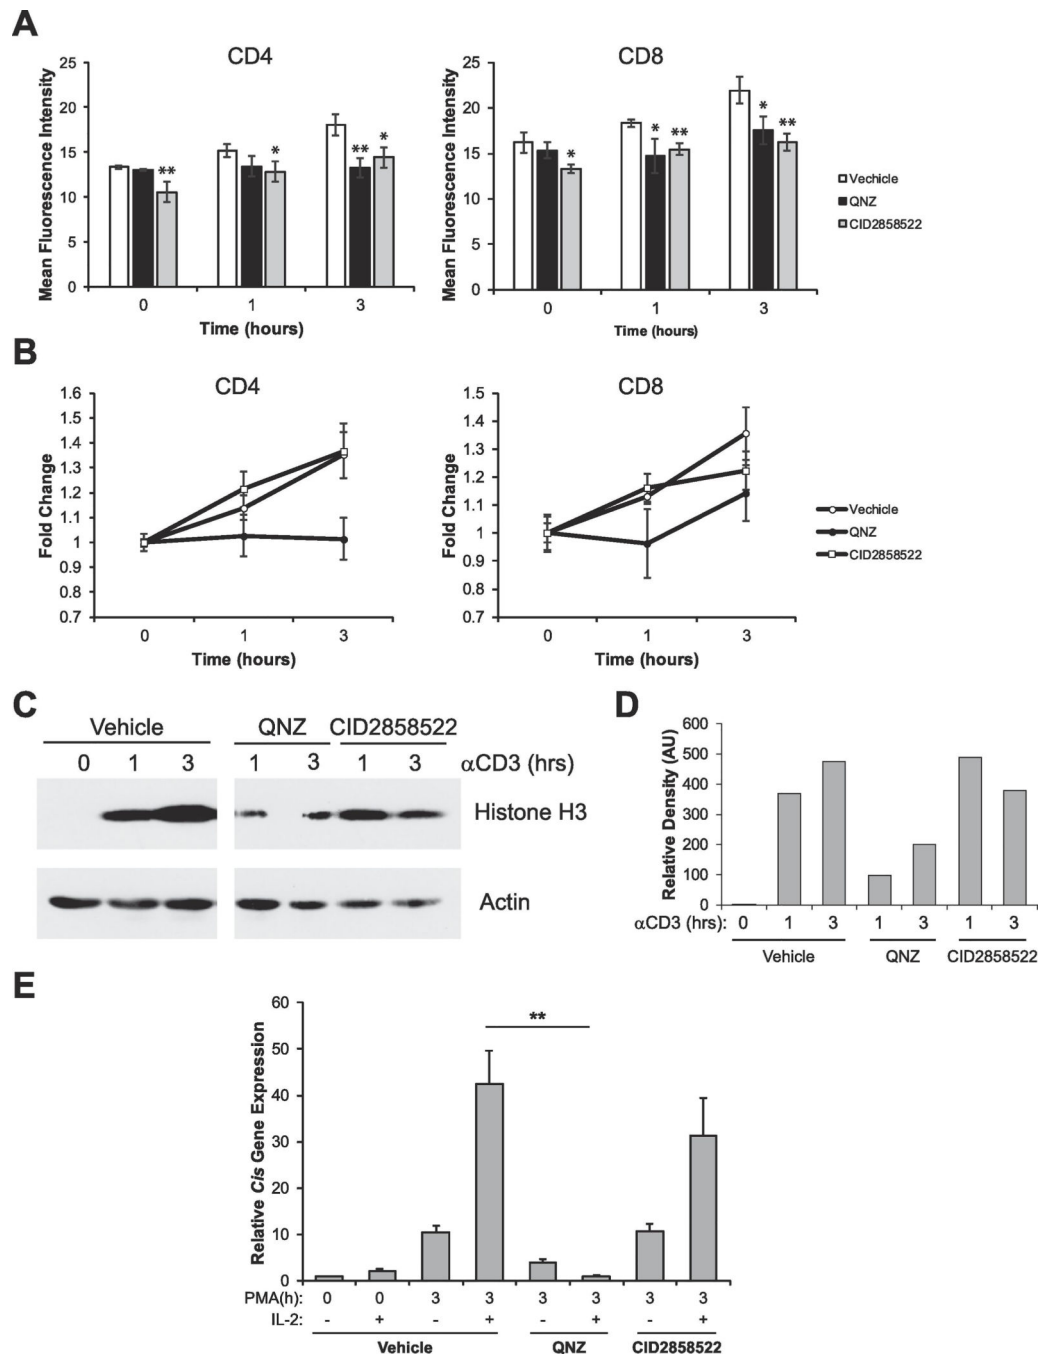 A
CD4
CD8
Mean Fluorescence Intensity
25
20
15
10
5
0
**
*
**
*
0
1
3
Time (hours)
Mean Fluorescence Intensity
25
20
15
10
5
0
*
*
**
*
**
0
1
3
Time (hours)
Vechicle
QNZ
CID2858522
B
CD4
CD8
Fold Change
1.6
1.5
1.4
1.3
1.2
1.1
1
0.9
0.8
0.7
0
1
3
Time (hours)
Fold Change
1.5
1.4
1.3
1.2
1.1
1
0.9
0.8
0.7
0
1
3
Time (hours)
Vechicle
QNZ
CID2858522
C
Vehicle
QNZ
CID2858522
0 1 3 1 3 1 3 αCD3 (hrs)
Histone H3
Actin
D
Relative Density (AU)
600
500
400
300
200
100
0
αCD3 (hrs): 0 1 3 1 3 1 3
Vehicle QNZ CID2858522
E
Relative Cis Gene Expression
60
50
40
30
20
10
0
**
PMA(h): 0 0 3 3 3 3 3 3
IL-2: - + - + - + - +
Vehicle QNZ CID2858522